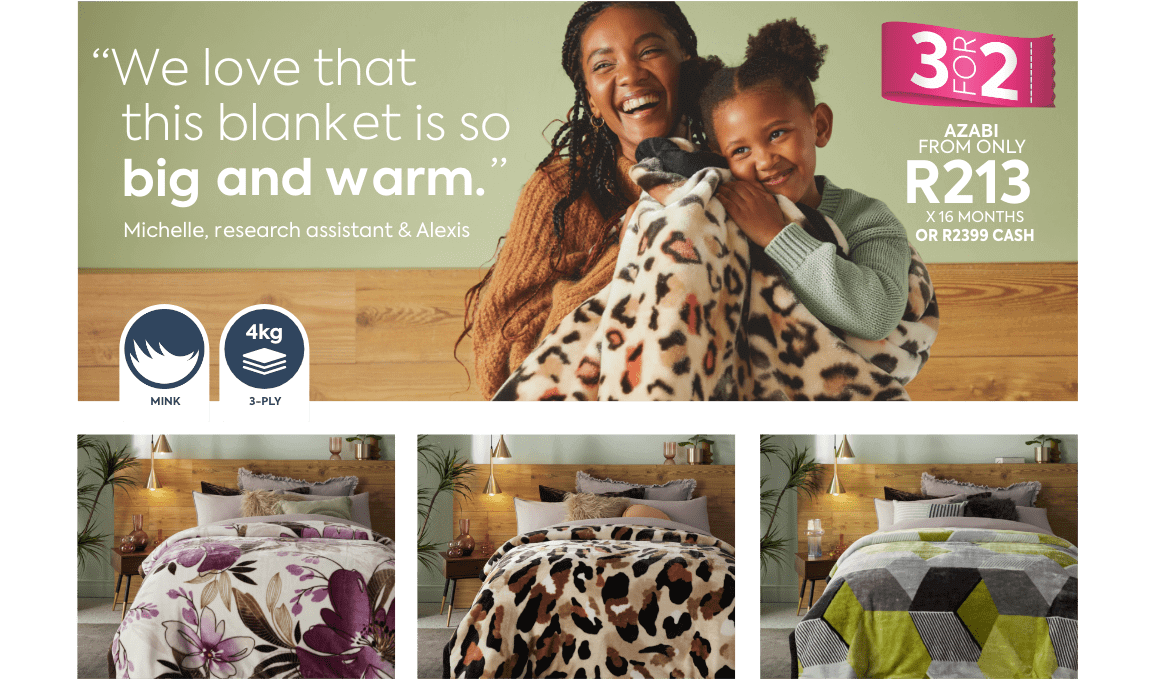 “We love that
this blanket is so
big and warm.”
Michelle, research assistant & Alexis
3 FOR 2
AZABI
FROM ONLY
R213
X 16 MONTHS
OR R2399 CASH
4kg
MINK
3-PLY